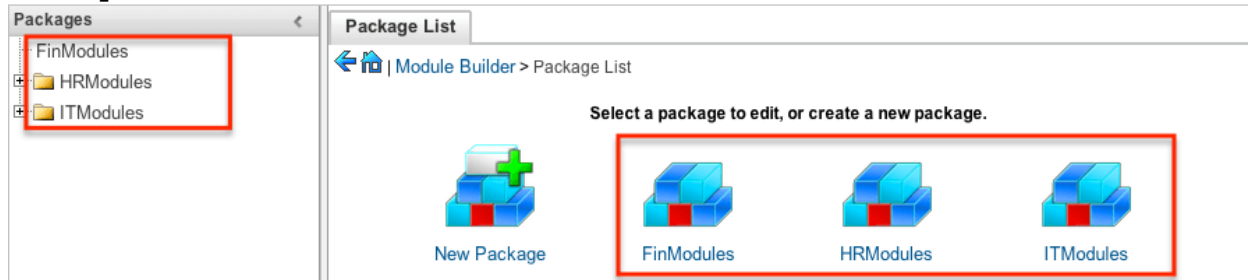 Packages
FinModules
HRModules
ITModules
Package List
| Module Builder > Package List
Select a package to edit, or create a new package.
New Package
FinModules
HRModules
ITModules